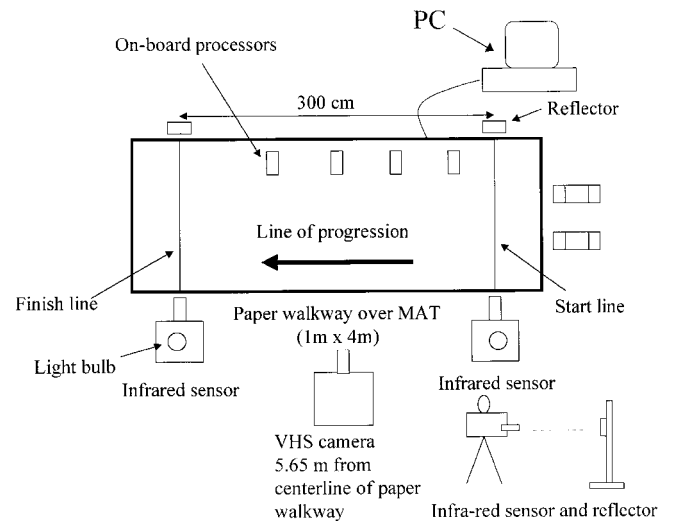 PC
On-board processors
300 cm
Reflector
Line of progression
Finish line
Start line
Paper walkway over MAT
(1m x 4m)
Light bulb
Infrared sensor
Infrared sensor
VHS camera
5.65 m from
centerline of paper
walkway
Infra-red sensor and reflector